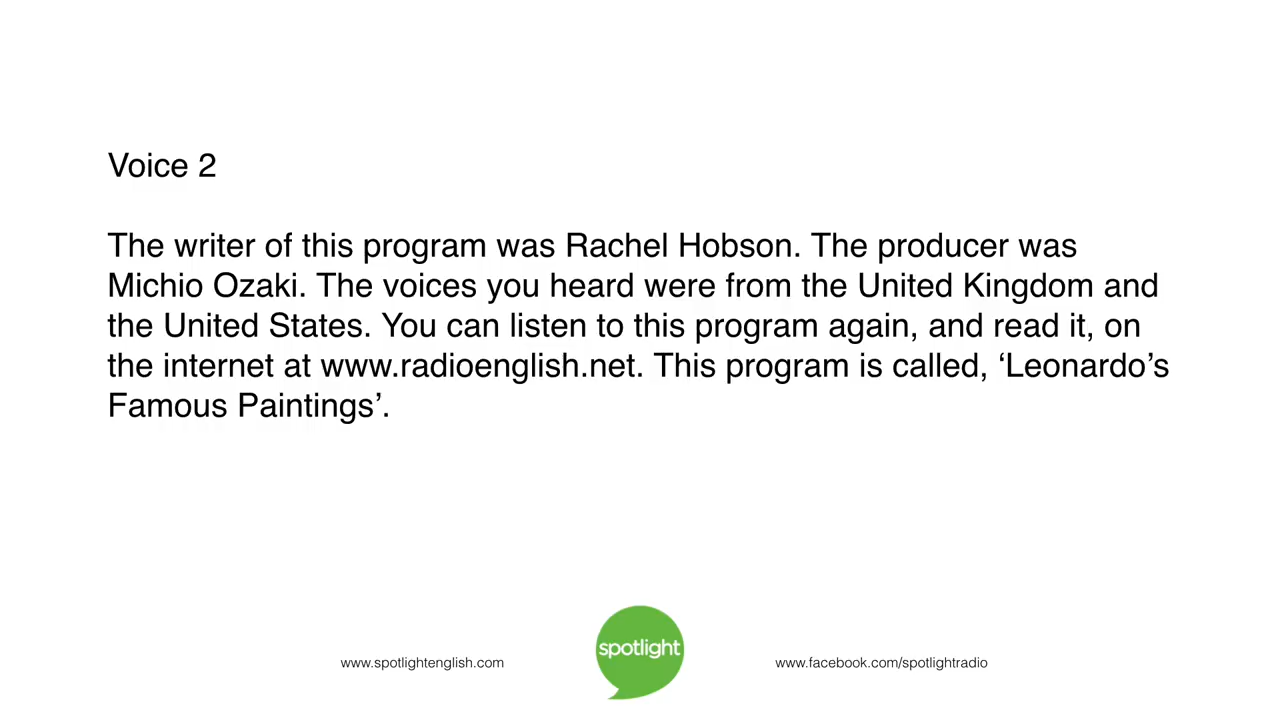 Voice 2
The writer of this program was Rachel Hobson. The producer was
Michio Ozaki. The voices you heard were from the United Kingdom and
the United States. You can listen to this program again, and read it, on
the internet at www.radioenglish.net. This program is called, ‘Leonardo’s
Famous Paintings’.
www.spotlightenglish.com
spotlight
www.facebook.com/spotlightradio